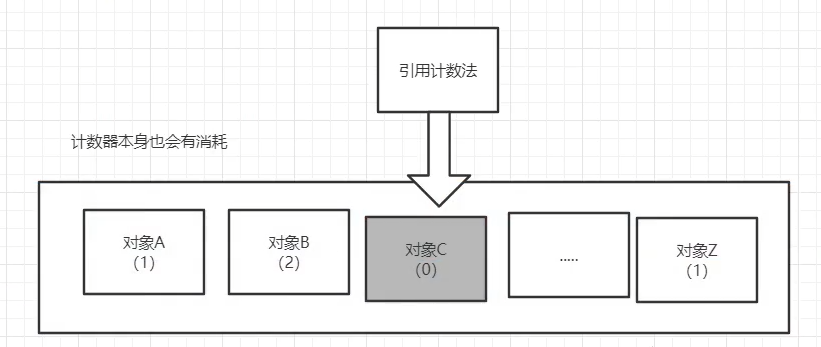 引用计数法
计数器本身也会有消耗
对象A
（1）
对象B
（2）
对象C
（0）
.....
对象Z
（1）